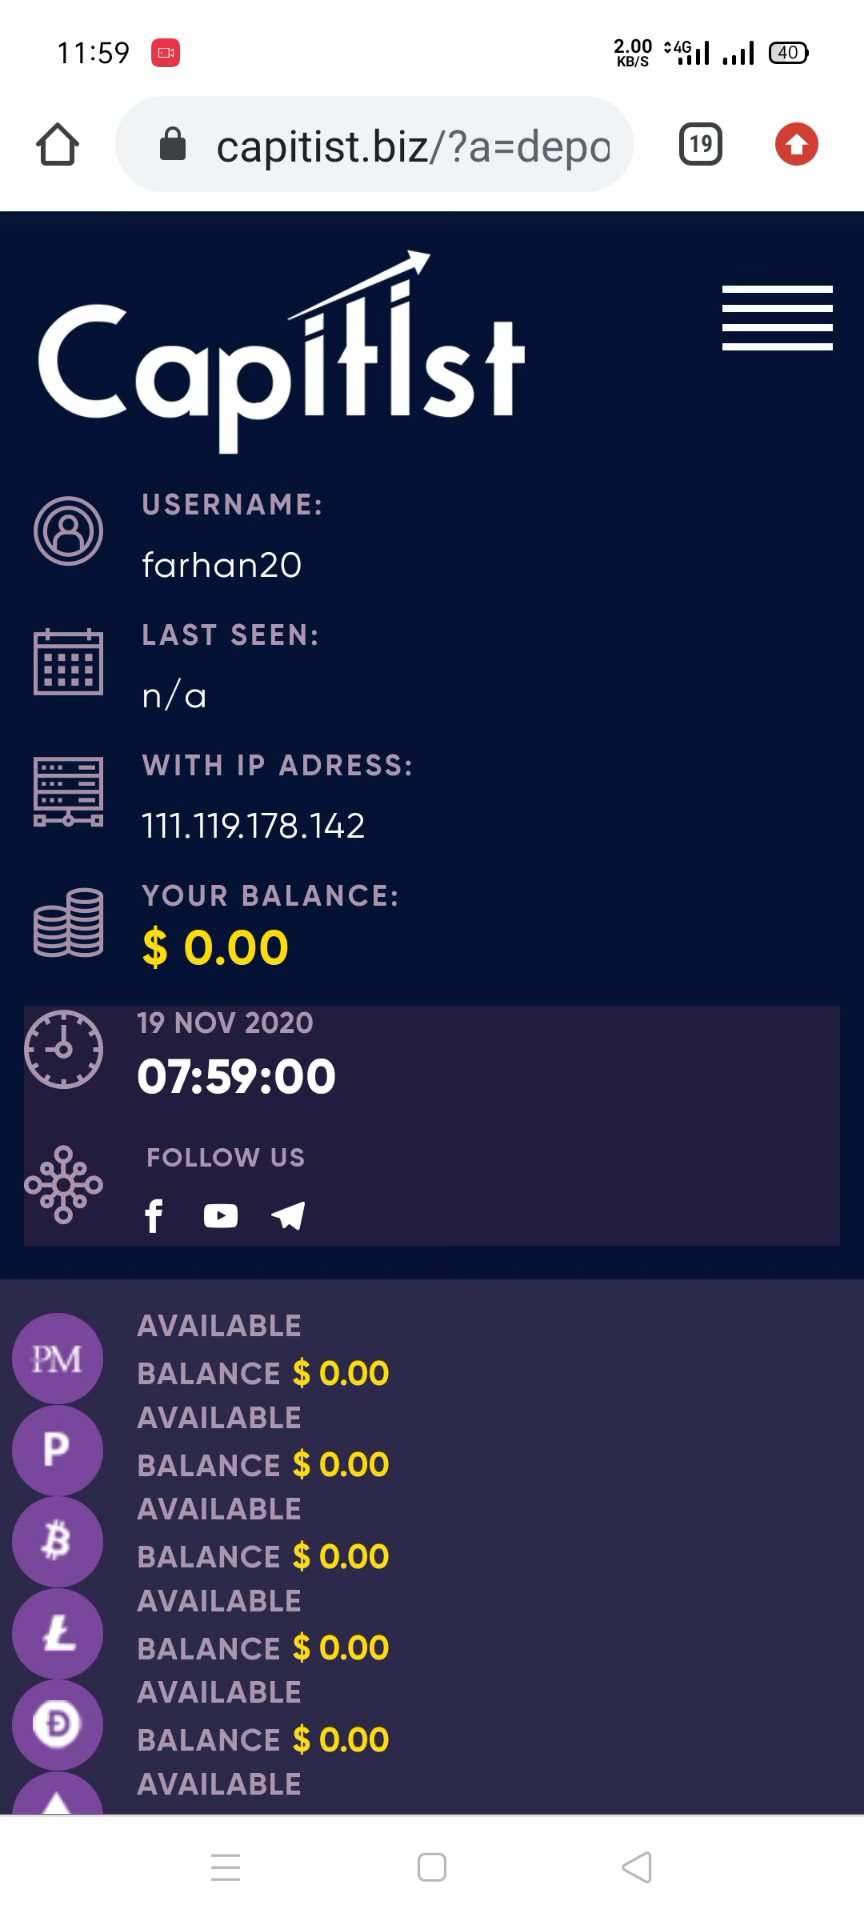 11:59
2.00
KB/S
4G
40
capitist.biz/?a=depo
19
Capitist
USERNAME:
farhan20
LAST SEEN:
n/a
WITH IP ADRESS:
111.119.178.142
YOUR BALANCE:
$ 0.00
19 NOV 2020
07:59:00
FOLLOW US
PM
AVAILABLE
BALANCE $ 0.00
P
AVAILABLE
BALANCE $ 0.00
AVAILABLE
BALANCE $ 0.00
AVAILABLE
BALANCE $ 0.00
AVAILABLE
BALANCE $ 0.00
AVAILABLE